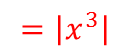 = |x³|